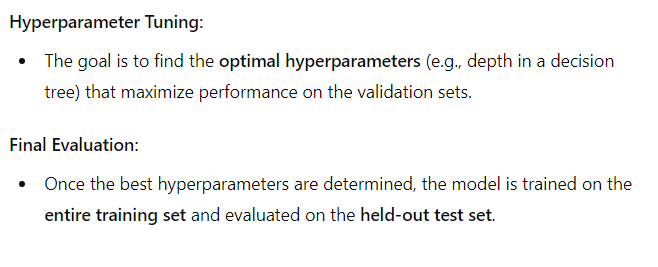 Hyperparameter Tuning:
• The goal is to find the optimal hyperparameters (e.g., depth in a decision
tree) that maximize performance on the validation sets.
Final Evaluation:
• Once the best hyperparameters are determined, the model is trained on the
entire training set and evaluated on the held-out test set.